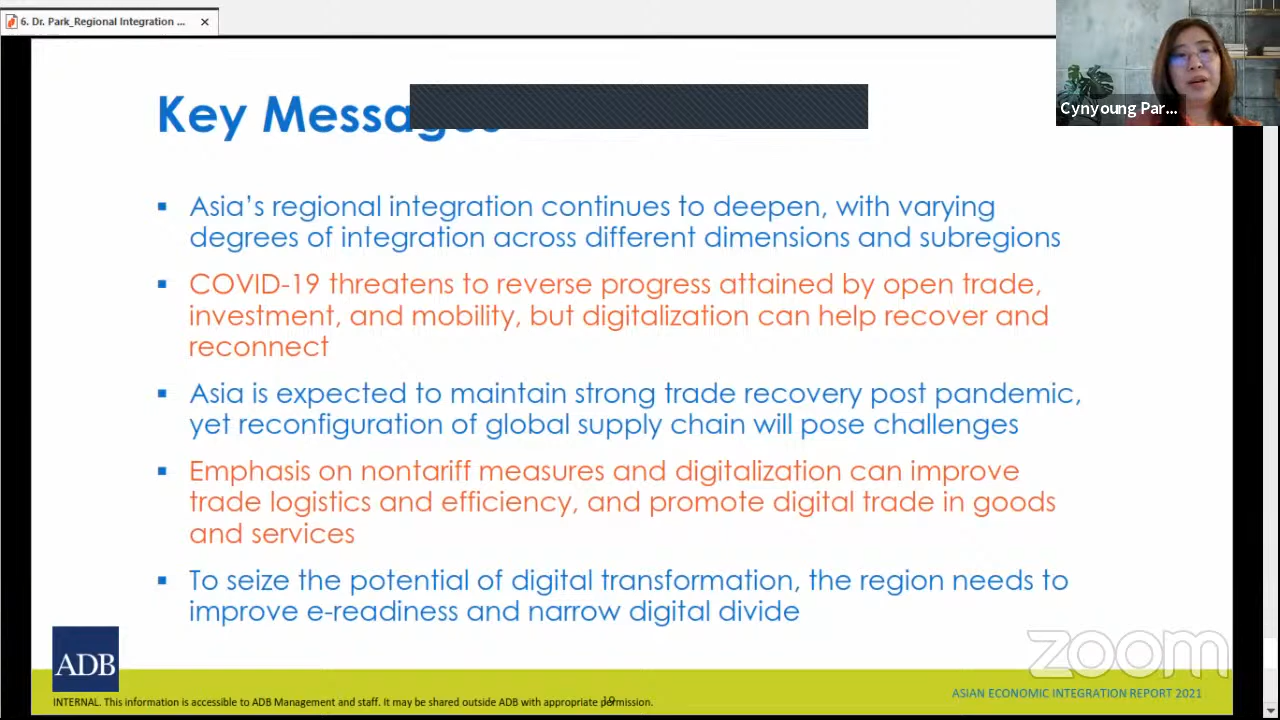 6. Dr. Park_Regional Integration ...
Cynyoung Par...
Key Messages
Asia's regional integration continues to deepen, with varying
degrees of integration across different dimensions and subregions
COVID-19 threatens to reverse progress attained by open trade,
investment, and mobility, but digitalization can help recover and
reconnect
Asia is expected to maintain strong trade recovery post pandemic,
yet reconfiguration of global supply chain will pose challenges
Emphasis on nontariff measures and digitalization can improve
trade logistics and efficiency, and promote digital trade in goods
and services
To seize the potential of digital transformation, the region needs to
improve e-readiness and narrow digital divide
zoom
ADB
ASIAN ECONOMIC INTEGRATION REPORT 2021
INTERNAL. This information is accessible to ADB Management and staff. It may be shared outside ADB with appropriate permission.
19